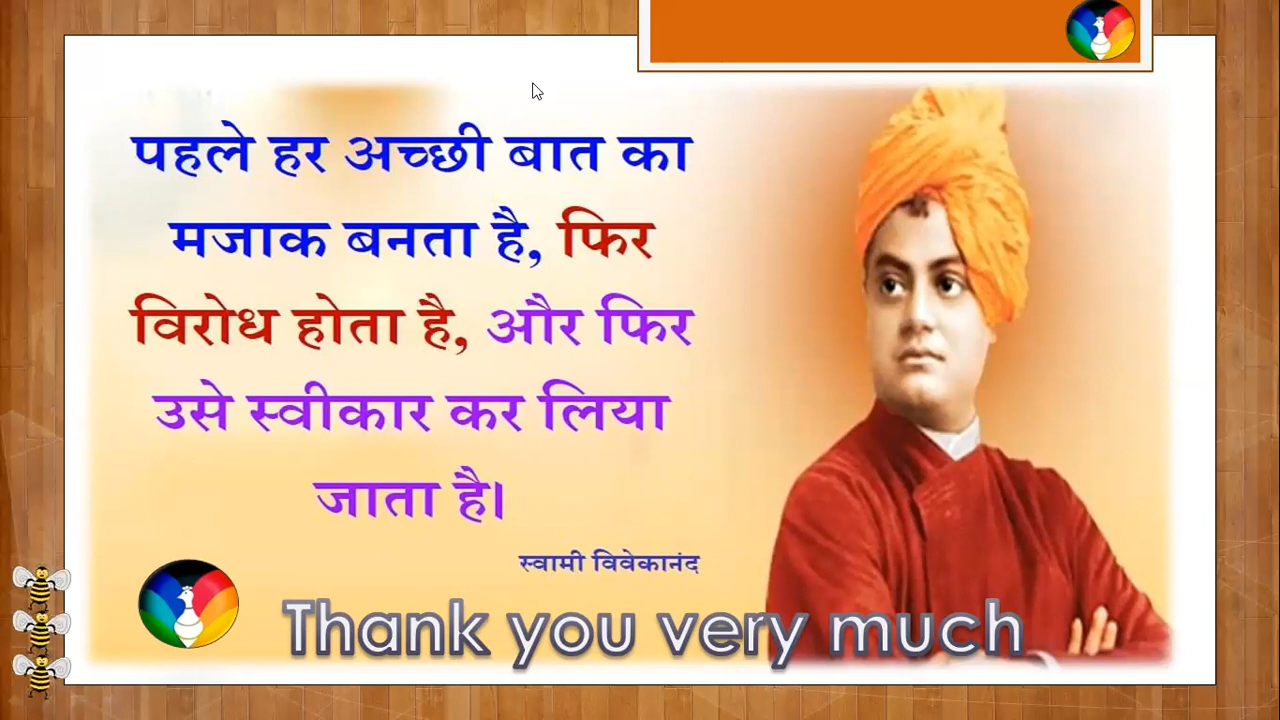 पहले हर अच्छी बात का
मजाक बनता है, फिर
विरोध होता है, और फिर
उसे स्वीकार कर लिया
जाता है।
स्वामी विवेकानंद
Thank you very much